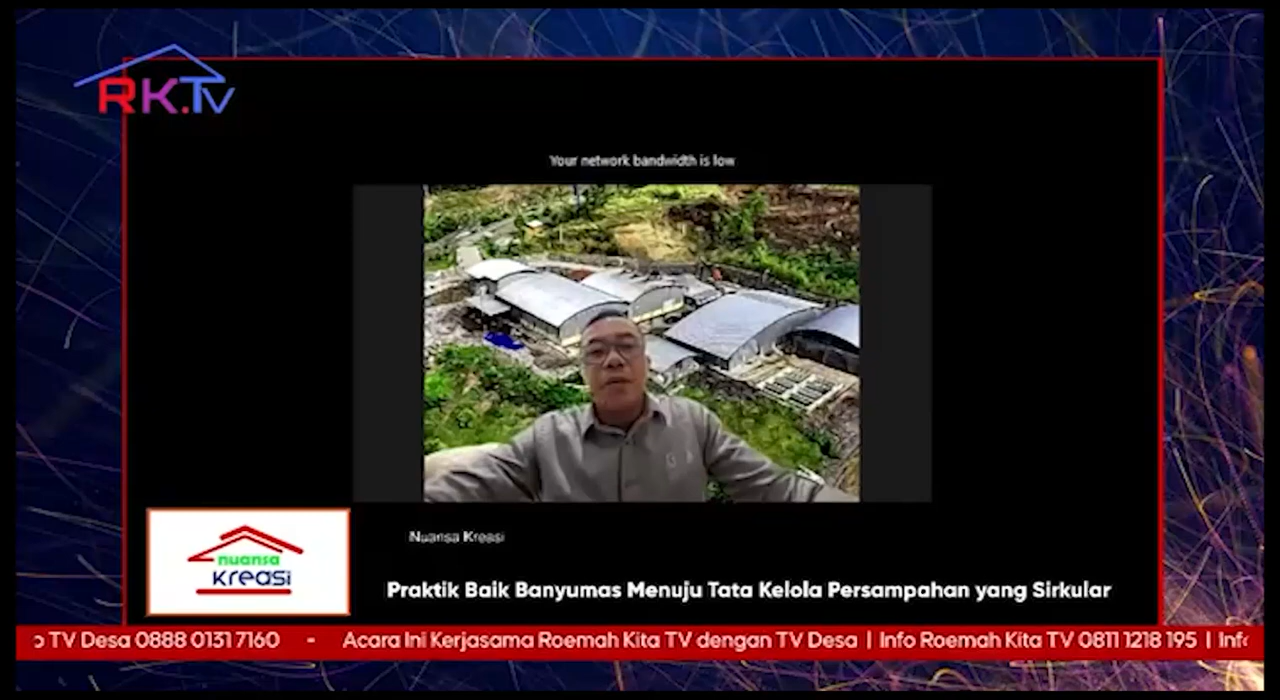 RK.TV
Your network bandwidth is low
Nuansa Kreasi
nuansa
kreasi
Praktik Baik Banyumas Menuju Tata Kelola Persampahan yang Sirkular
o TV Desa 0888 0131 7160 - Acara Ini Kerjasama Roemah Kita TV dengan TV Desa | Info Roemah Kita TV 0811 1218 195 | Inf